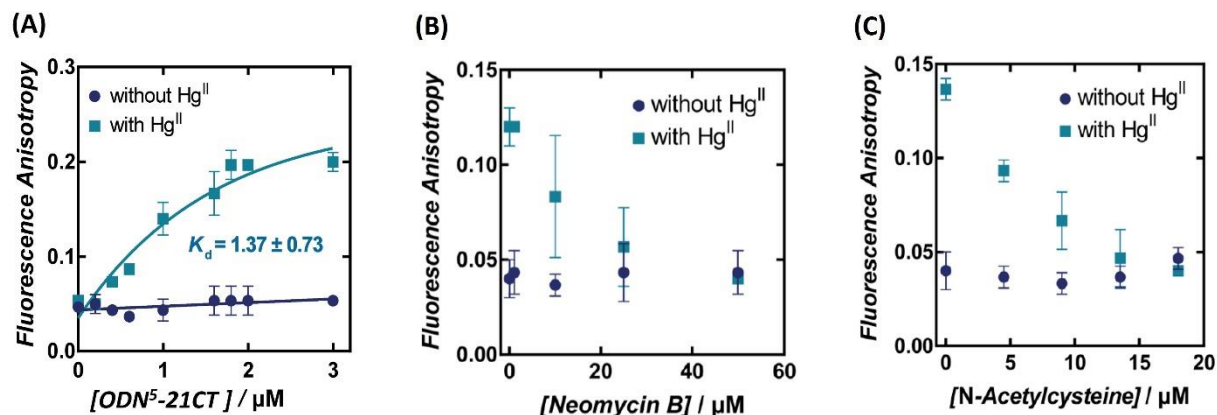 (A)
Fluorescence Anisotropy
0.3
0.2
0.1
0.0
without Hg^II
with Hg^II
K_d = 1.37 ± 0.73
0 1 2 3
[ODN^5-21CT ] / μM
(B)
Fluorescence Anisotropy
0.15
0.10
0.05
0.00
without Hg^II
with Hg^II
0 20 40 60
[Neomycin B] / μM
(C)
Fluorescence Anisotropy
0.15
0.10
0.05
0.00
without Hg^II
with Hg^II
0 5 10 15 20
[N-Acetylcysteine] / μM